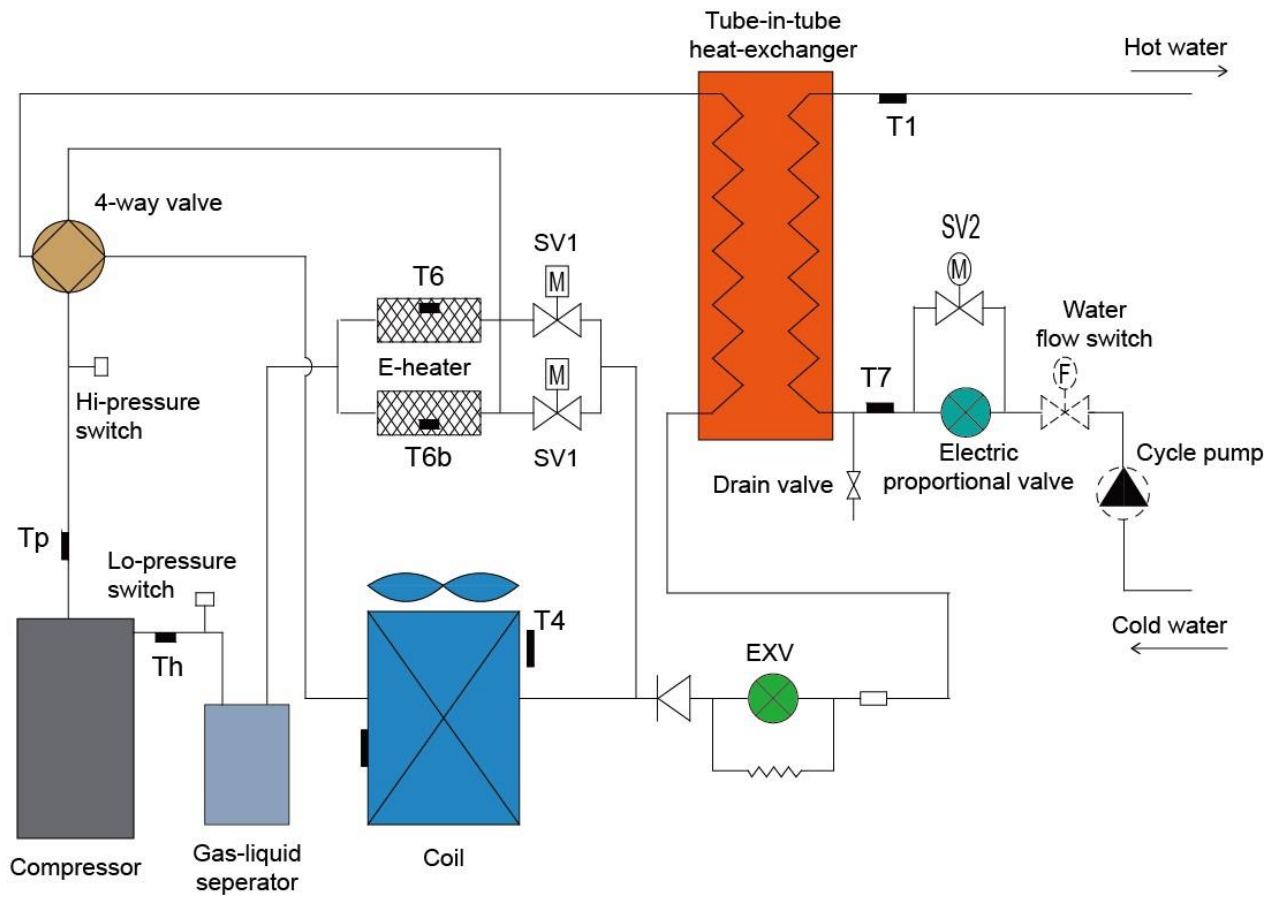 Tube-in-tube
heat-exchanger
Hot water
T1
4-way valve
SV1
SV2
M
T6
M
Water
flow switch
E-heater
M
T7
F
Hi-pressure
switch
T6b
SV1
Drain valve
Electric
proportional valve
Cycle pump
Tp
Lo-pressure
switch
Th
T4
EXV
Cold water
Compressor
Gas-liquid
seperator
Coil